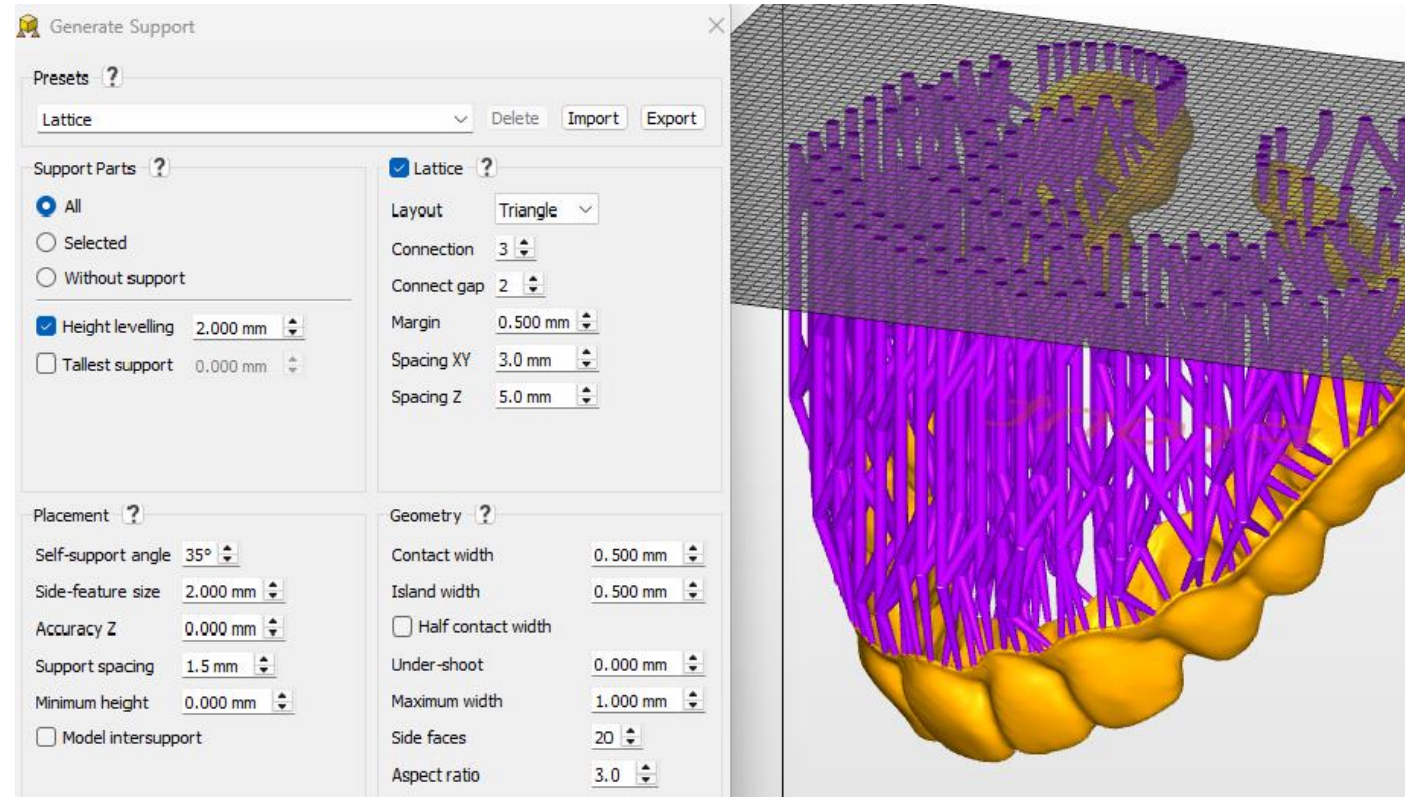 Generate Support
Presets ?
Lattice Delete Import Export
Support Parts ?
All
Selected
Without support
Height levelling 2.000 mm
Tallest support 0.000 mm
Lattice ?
Layout Triangle
Connection 3
Connect gap 2
Margin 0.500 mm
Spacing XY 3.0 mm
Spacing Z 5.0 mm
Placement ?
Self-support angle 35°
Side-feature size 2.000 mm
Accuracy Z 0.000 mm
Support spacing 1.5 mm
Minimum height 0.000 mm
Model intersupport
Geometry ?
Contact width 0.500 mm
Island width 0.500 mm
Half contact width
Under-shoot 0.000 mm
Maximum width 1.000 mm
Side faces 20
Aspect ratio 3.0